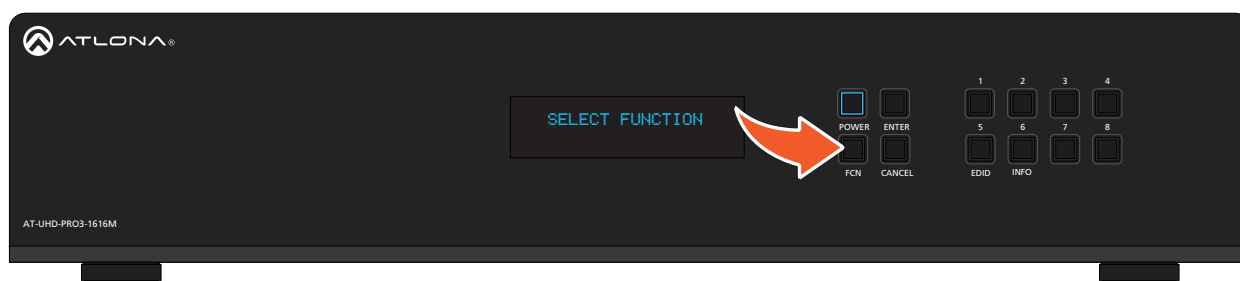 ATLONA®
SELECT FUNCTION
1 2 3 4
POWER ENTER
5 6 7 8
FCN CANCEL
EDID INFO
AT-UHD-PRO3-1616M